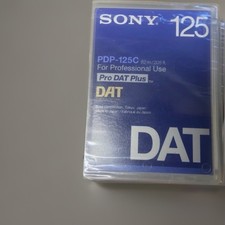 SONY 125
PDP-125C
For Professional Use
Pro DAT Plus
DAT
DAT